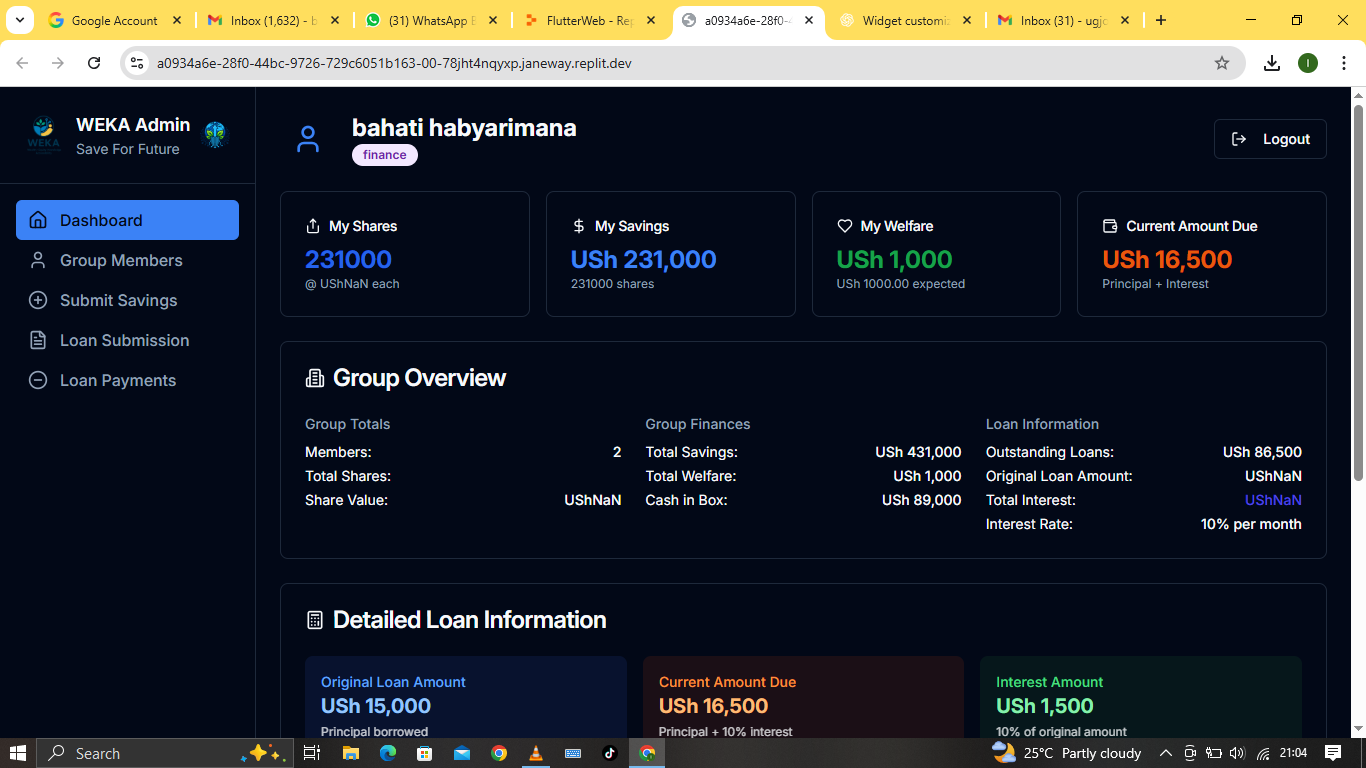 Google Account
Inbox (1,632) - b
(31) WhatsApp B
FlutterWeb - Rep
a0934a6e-28f0-4
Widget customiz
Inbox (31) - ugjo
a0934a6e-28f0-44bc-9726-729c6051b163-00-78jht4nqyxp.janeway.replit.dev
I
WEKA
WEKA Admin
Save For Future
bahati habyarimana
finance
Logout
Dashboard
Group Members
Submit Savings
Loan Submission
Loan Payments
My Shares
231000
@ UShNaN each
My Savings
USh 231,000
231000 shares
My Welfare
USh 1,000
USh 1000.00 expected
Current Amount Due
USh 16,500
Principal + Interest
Group Overview
Group Totals
Members: 2
Total Shares:
Share Value: UShNaN
Group Finances
Total Savings: USh 431,000
Total Welfare: USh 1,000
Cash in Box: USh 89,000
Loan Information
Outstanding Loans: USh 86,500
Original Loan Amount: UShNaN
Total Interest: UShNaN
Interest Rate: 10% per month
Detailed Loan Information
Original Loan Amount
USh 15,000
Principal borrowed
Current Amount Due
USh 16,500
Principal + 10% interest
Interest Amount
USh 1,500
10% of original amount
Search
25°C Partly cloudy
21:04